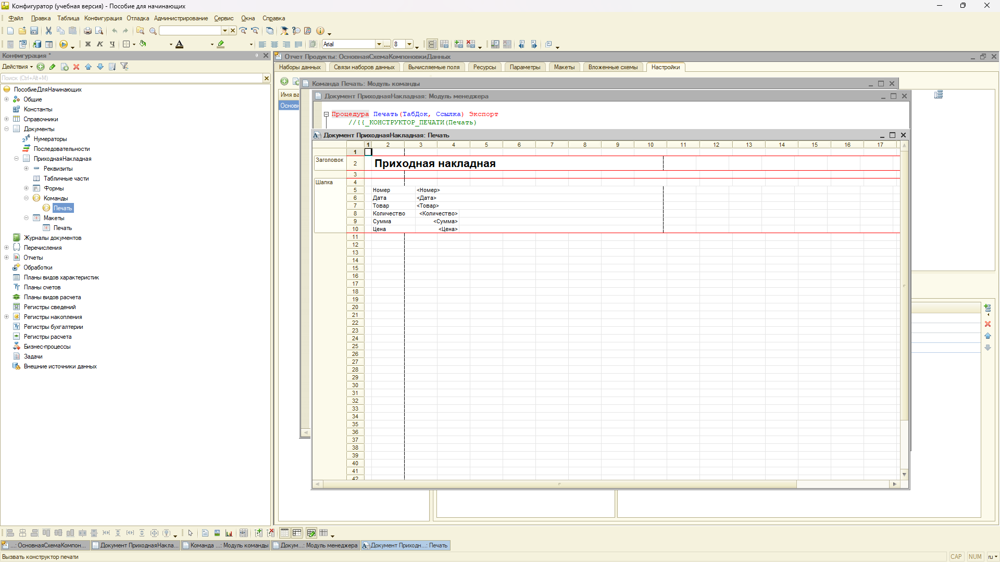 Конфигуратор (учебная версия) - Пособие для начинающих
Файл Правка Таблица Конфигурация Отладка Администрирование Сервис Окна Справка
Ж К Ч Arial 8
Конфигурация *
Действия
Поиск (Ctrl+Alt+M)
ПособиеДляНачинающих
Общие
Константы
Справочники
Документы
Нумераторы
Последовательности
ПриходнаяНакладная
Реквизиты
Табличные части
Формы
Команды
Печать
Макеты
Печать
Журналы документов
Перечисления
Отчеты
Обработки
Планы видов характеристик
Планы счетов
Планы видов расчета
Регистры сведений
Регистры накопления
Регистры бухгалтерии
Регистры расчета
Бизнес-процессы
Задачи
Внешние источники данных
Отчет Продукты: ОсновнаяСхемаКомпоновкиДанных
Наборы данных Связи наборов данных Вычисляемые поля Ресурсы Параметры Макеты Вложенные схемы Настройки
Имя ва
Основн
Команда Печать: Модуль команды
Документ ПриходнаяНакладная: Модуль менеджера
Процедура Печать(ТабДок, Ссылка) Экспорт
//{{_КОНСТРУКТОР_ПЕЧАТИ(Печать)
Документ ПриходнаяНакладная: Печать
1 2 3 4 5 6 7 8 9 10 11 12 13 14 15 16 17
1
Заголовок 2 Приходная накладная
3
Шапка 4
5 Номер <Номер>
6 Дата <Дата>
7 Товар <Товар>
8 Количество <Количество>
9 Сумма <Сумма>
10 Цена <Цена>
11
12
13
14
15
16
17
18
19
20
21
22
23
24
25
26
27
28
29
30
31
32
33
34
35
36
37
38
39
40
41
42
...: ОсновнаяСхемаКомпон... Документ ПриходнаяНакла... Команда ...: Модуль команды Докум...: Модуль менеджера Документ Приходн...: Печать
Вызвать конструктор печати CAP NUM ru